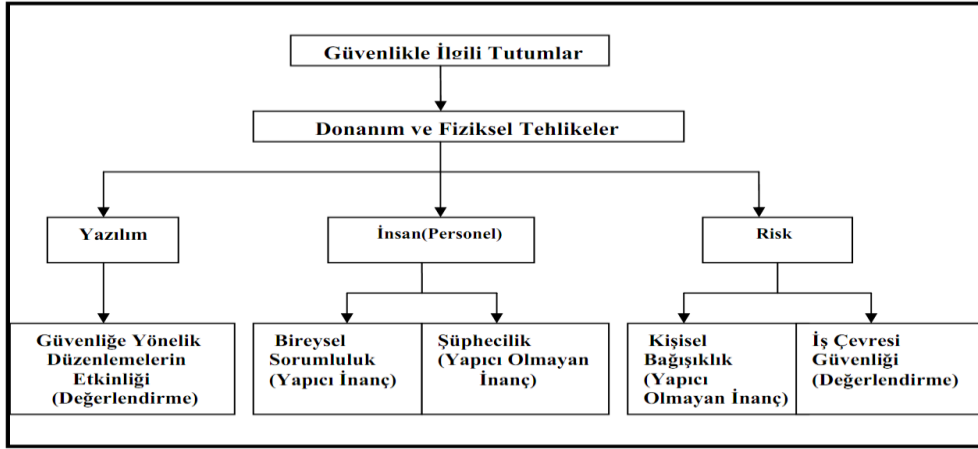 Güvenlikle İlgili Tutumlar
Donanım ve Fiziksel Tehlikeler
Yazılım
İnsan(Personel)
Risk
Güvenliğe Yönelik
Düzenlemelerin
Etkinliği
(Değerlendirme)
Bireysel
Sorumluluk
(Yapıcı İnanç)
Şüphecilik
(Yapıcı Olmayan
İnanç)
Kişisel
Bağışıklık
(Yapıcı
Olmayan İnanç)
İş Çevresi
Güvenliği
(Değerlendirme)